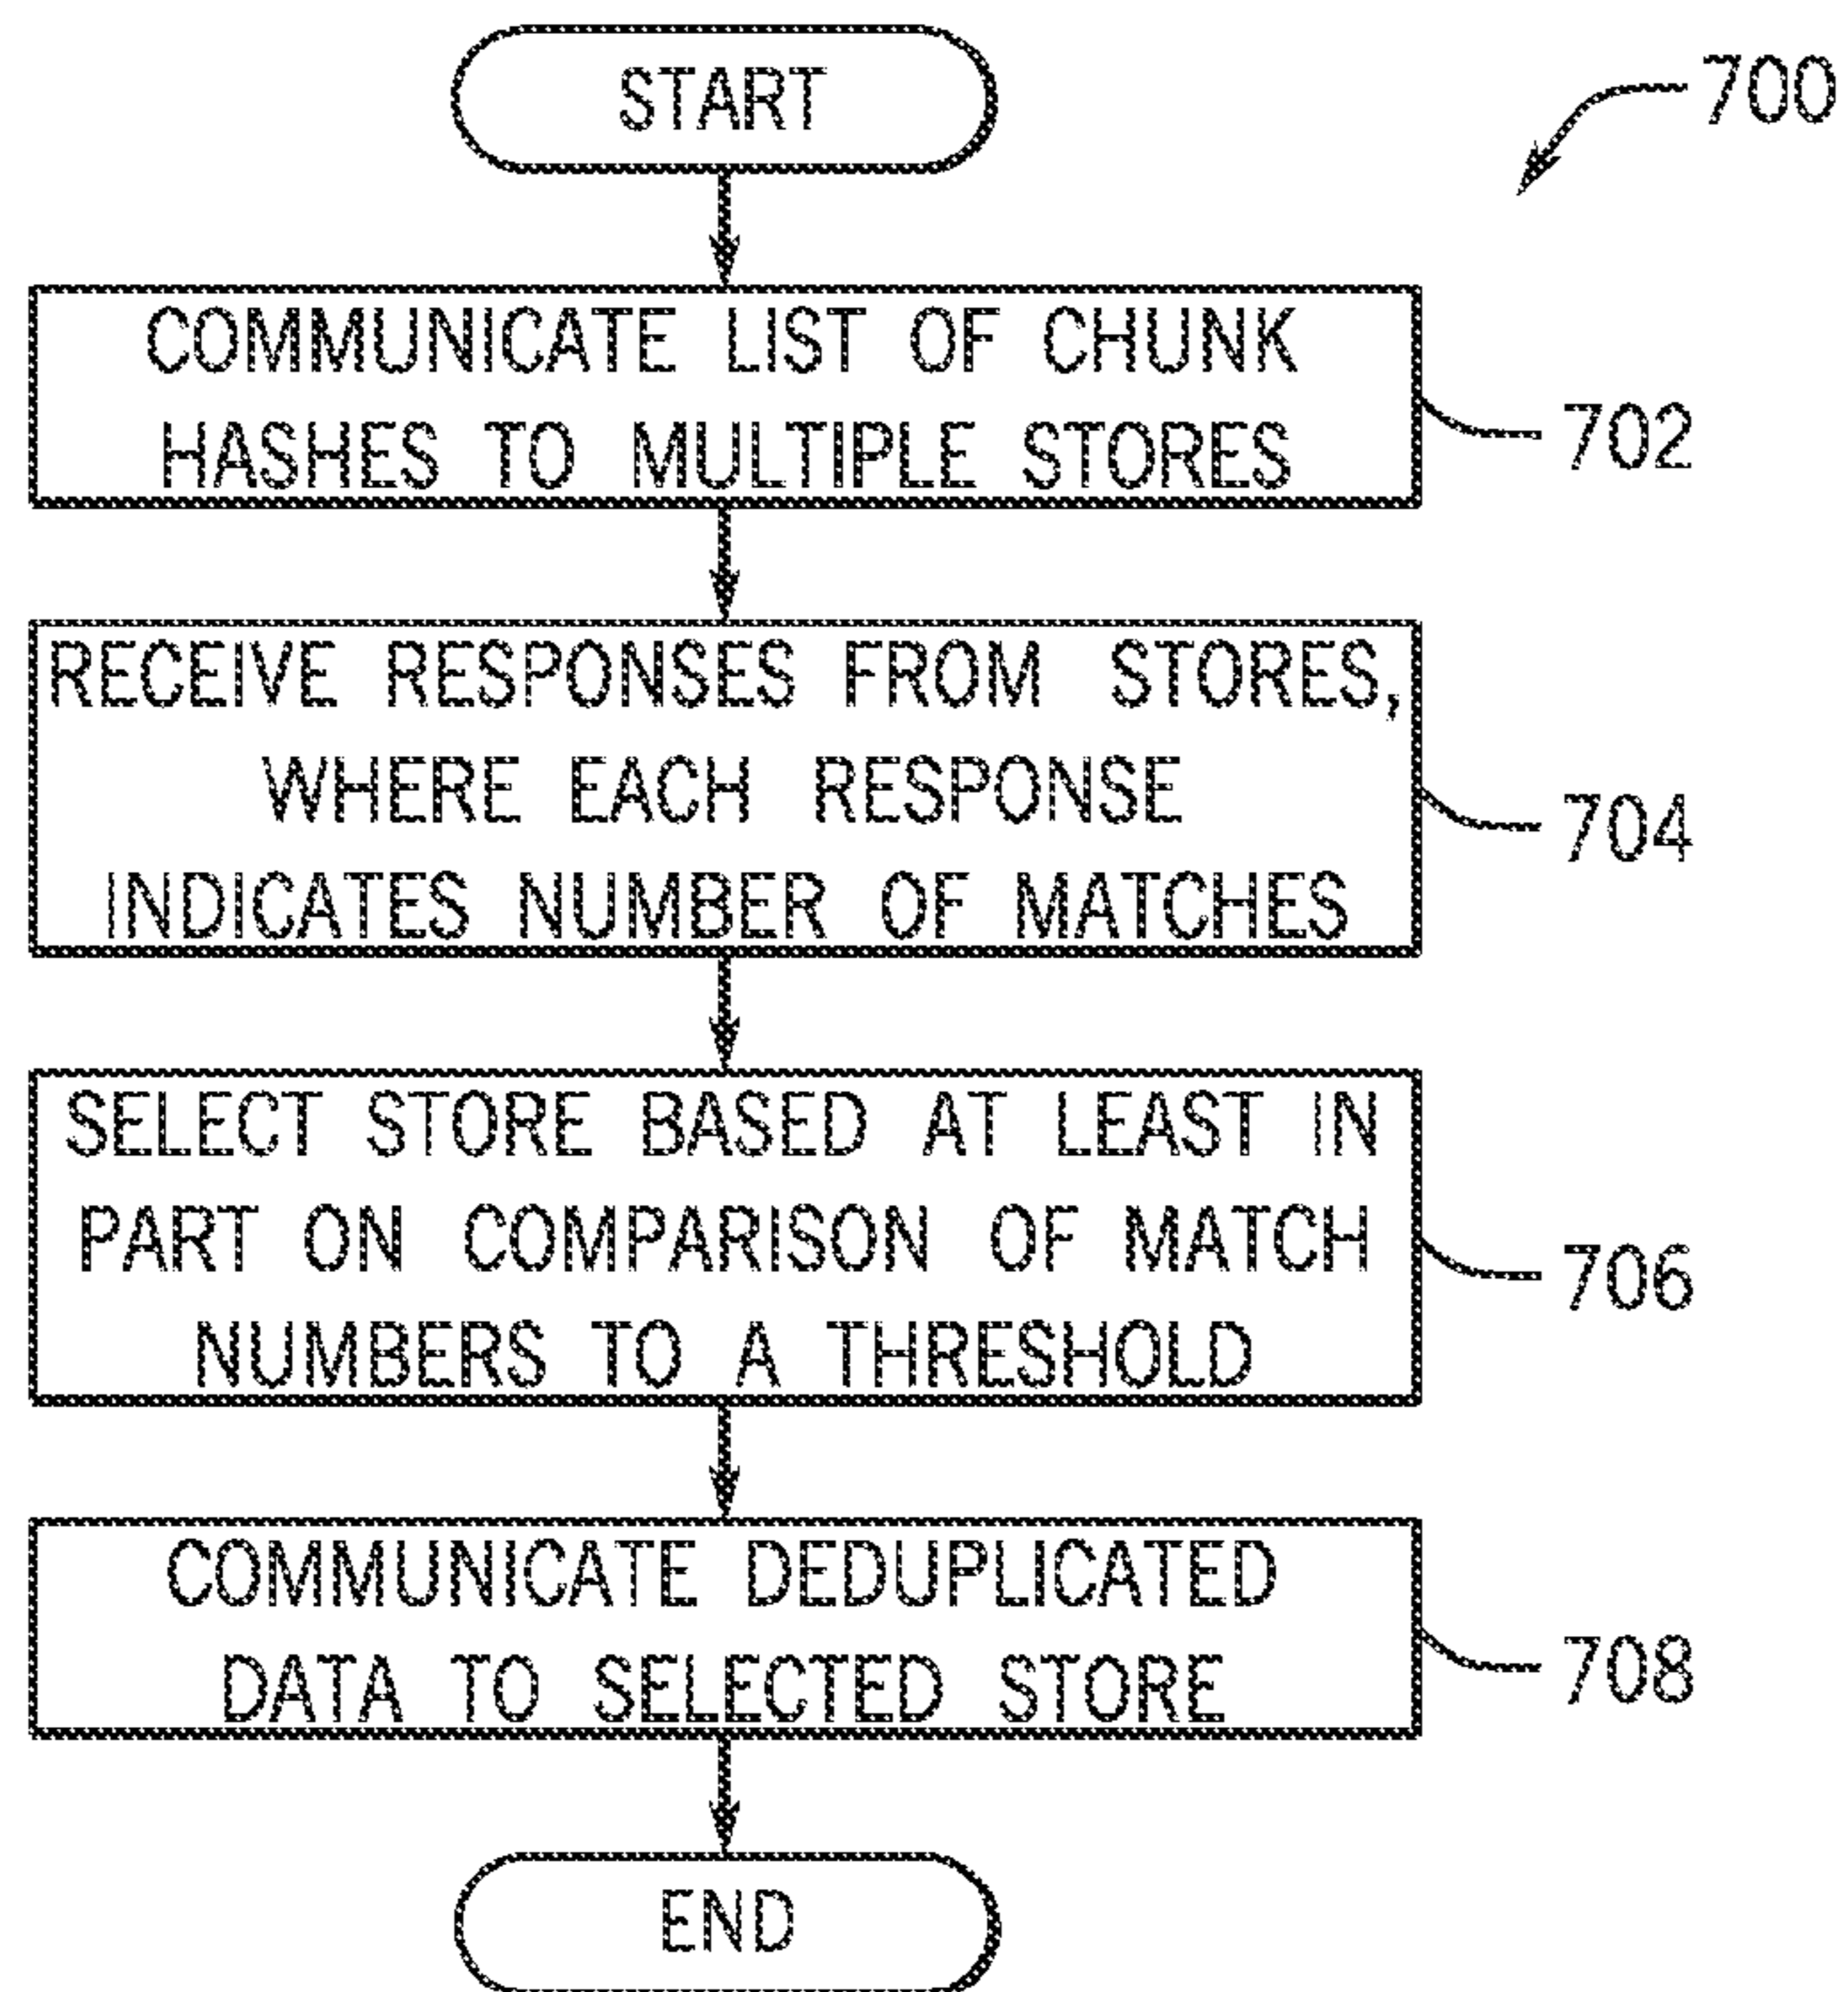 START
700
COMMUNICATE LIST OF CHUNK
HASHES TO MULTIPLE STORES
702
RECEIVE RESPONSES FROM STORES,
WHERE EACH RESPONSE
INDICATES NUMBER OF MATCHES
704
SELECT STORE BASED AT LEAST IN
PART ON COMPARISON OF MATCH
NUMBERS TO A THRESHOLD
706
COMMUNICATE DEDUPLICATED
DATA TO SELECTED STORE
708
END